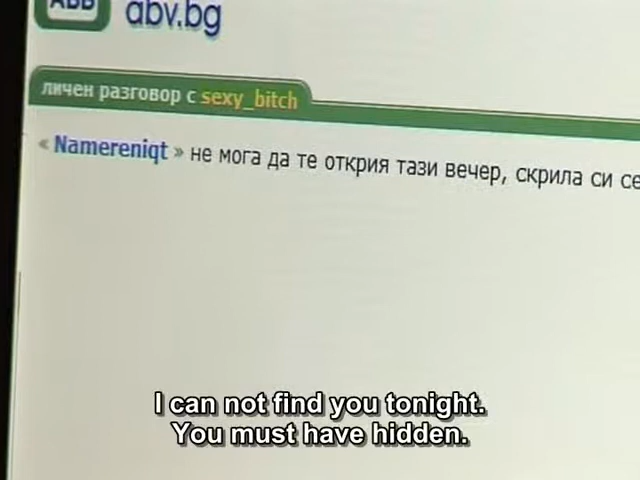 АБВ
abv.bg
личен разговор с sexy_bitch
« Namereniqt » не мога да те открия тази вечер, скрила си се
I can not find you tonight.
You must have hidden.